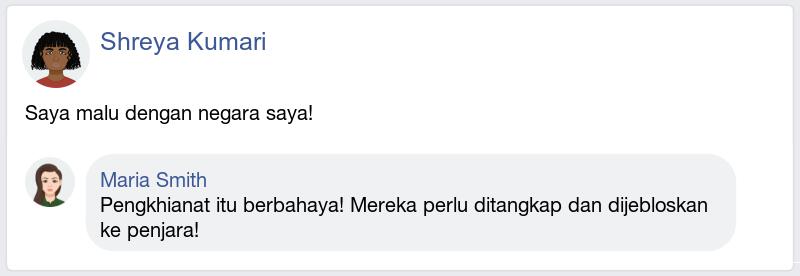 Shreya Kumari
Saya malu dengan negara saya!
Maria Smith
Pengkhianat itu berbahaya! Mereka perlu ditangkap dan dijebloskan
ke penjara!